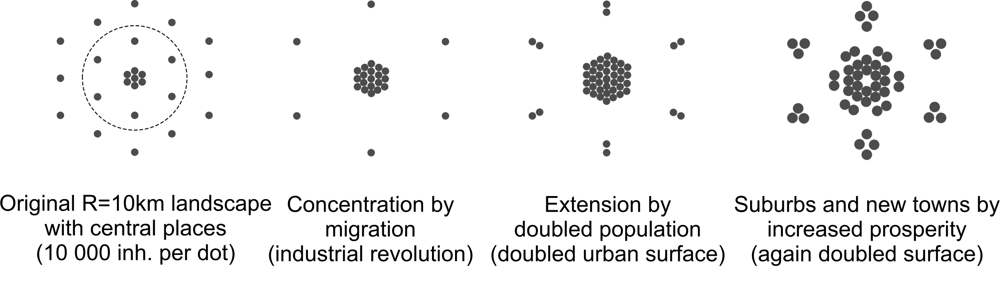 Original R=10km landscape
with central places
(10 000 inh. per dot)
Concentration by
migration
(industrial revolution)
Extension by
doubled population
(doubled urban surface)
Suburbs and new towns by
increased prosperity
(again doubled surface)